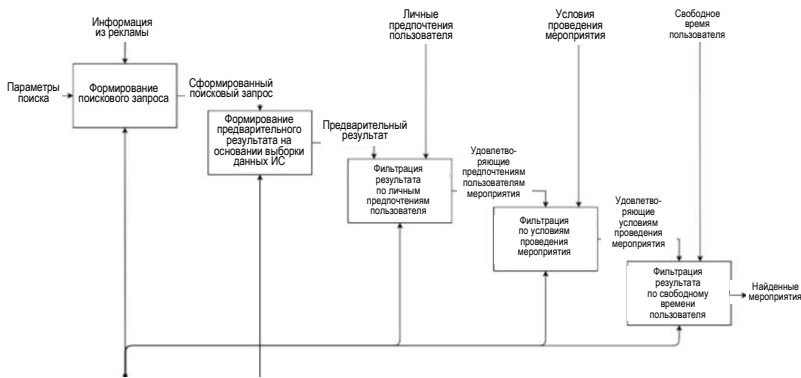 Информация
из рекламы
Параметры
поиска
Формирование
поискового запроса
Сформированный
поисковый запрос
Формирование
предварительного
результата на
основании выборки
данных ИС
Предварительный
результат
Личные
предпочтения
пользователя
Фильтрация
результата
по личным
предпочтениям
пользователя
Удовлетво-
ряющие
предпочтениям
пользователям
мероприятия
Условия
проведения
мероприятия
Фильтрация
по условиям
проведения
мероприятия
Удовлетво-
ряющие
условиям
проведения
мероприятия
Свободное
время
пользователя
Фильтрация
результата
по свободному
времени
пользователя
Найденные
мероприятия